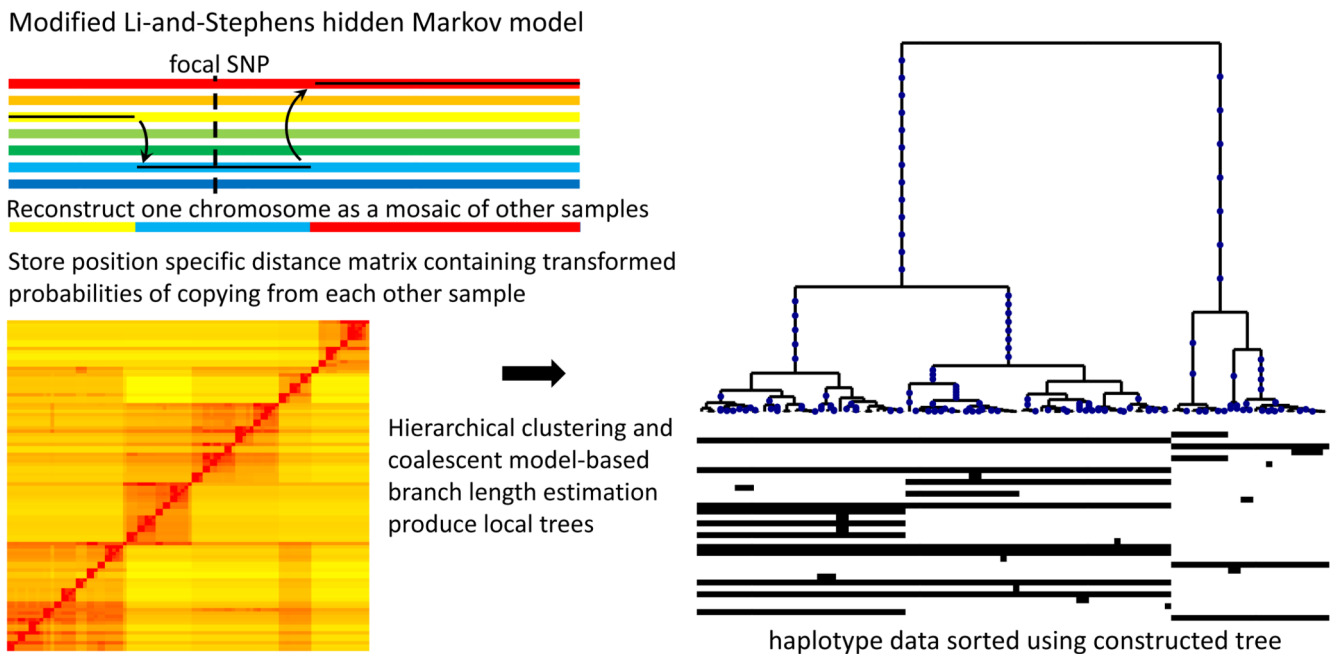 Modified Li-and-Stephens hidden Markov model
focal SNP
Reconstruct one chromosome as a mosaic of other samples
Store position specific distance matrix containing transformed
probabilities of copying from each other sample
Hierarchical clustering and
coalescent model-based
branch length estimation
produce local trees
haplotype data sorted using constructed tree